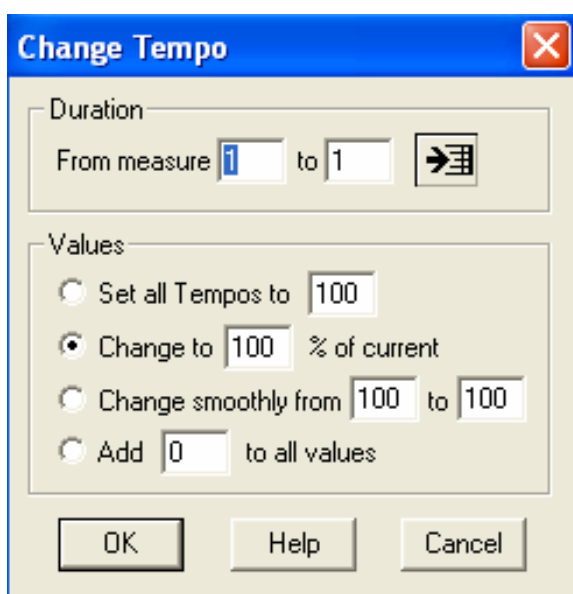 Change Tempo
Duration
From measure 1 to 1
Values
Set all Tempos to 100
Change to 100 % of current
Change smoothly from 100 to 100
Add 0 to all values
OK Help Cancel